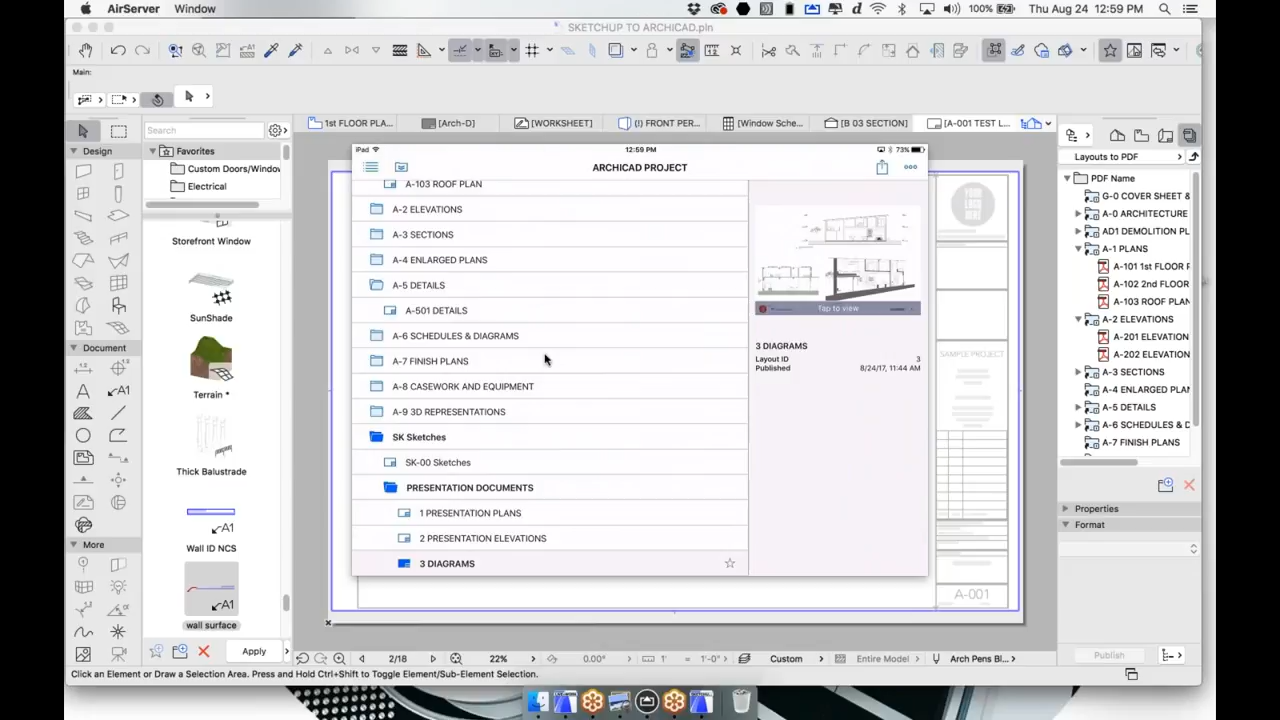 AirServer Window
100% Thu Aug 24 12:59 PM
SKETCHUP TO ARCHICAD.pln
Main:
Search
1st FLOOR PLA...
[Arch-D]
[WORKSHEET]
(I) FRONT PER...
[Window Sche...
[B 03 SECTION]
[A-001 TEST L...
Design
Favorites
Custom Doors/Window
Electrical
Storefront Window
SunShade
Terrain *
Thick Balustrade
A1
Wall ID NCS
A1
wall surface
Apply
Document
A
A1
More
iPad
12:59 PM
73%
ARCHICAD PROJECT
A-103 ROOF PLAN
A-2 ELEVATIONS
A-3 SECTIONS
A-4 ENLARGED PLANS
A-5 DETAILS
A-501 DETAILS
A-6 SCHEDULES & DIAGRAMS
A-7 FINISH PLANS
A-8 CASEWORK AND EQUIPMENT
A-9 3D REPRESENTATIONS
SK Sketches
SK-00 Sketches
PRESENTATION DOCUMENTS
1 PRESENTATION PLANS
2 PRESENTATION ELEVATIONS
3 DIAGRAMS
Tap to view
3 DIAGRAMS
Layout ID 3
Published 8/24/17, 11:44 AM
YOUR LOGO HERE
SAMPLE PROJECT
A-001
Layouts to PDF
PDF Name
G-0 COVER SHEET &
A-0 ARCHITECTURE
AD1 DEMOLITION PL
A-1 PLANS
A-101 1st FLOOR F
A-102 2nd FLOOR
A-103 ROOF PLAN
A-2 ELEVATIONS
A-201 ELEVATION
A-202 ELEVATION
A-3 SECTIONS
A-4 ENLARGED PLAN
A-5 DETAILS
A-6 SCHEDULES & D
A-7 FINISH PLANS
Properties
Format
Publish
2/18
22%
0.00°
1' = 1'-0"
Custom
Entire Model
Arch Pens Bl...
Click an Element or Draw a Selection Area. Press and Hold Ctrl+Shift to Toggle Element/Sub-Element Selection.